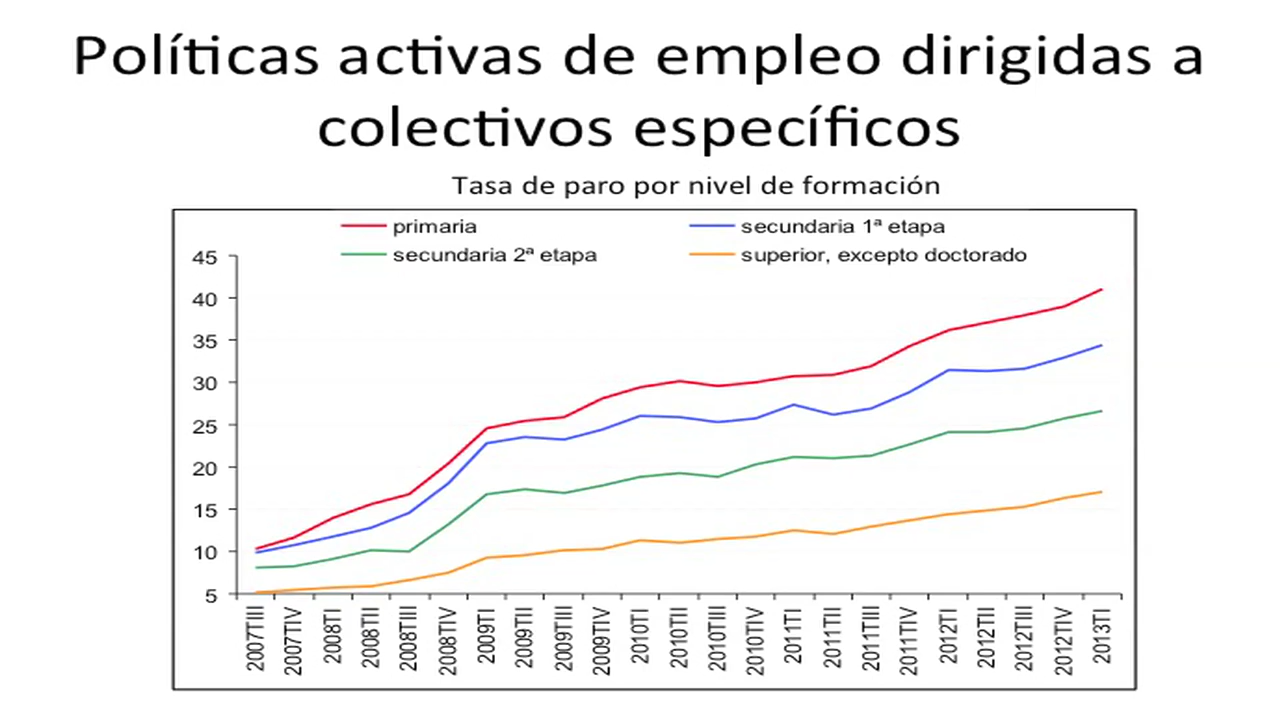 Políticas activas de empleo dirigidas a
colectivos específicos
Tasa de paro por nivel de formación
primaria
secundaria 1ª etapa
secundaria 2ª etapa
superior, excepto doctorado
45
40
35
30
25
20
15
10
5
2007TIII
2007TIV
2008TI
2008TII
2008TIII
2008TIV
2009TI
2009TII
2009TIII
2009TIV
2010TI
2010TII
2010TIII
2010TIV
2011TI
2011TII
2011TIII
2011TIV
2012TI
2012TII
2012TIII
2012TIV
2013TI